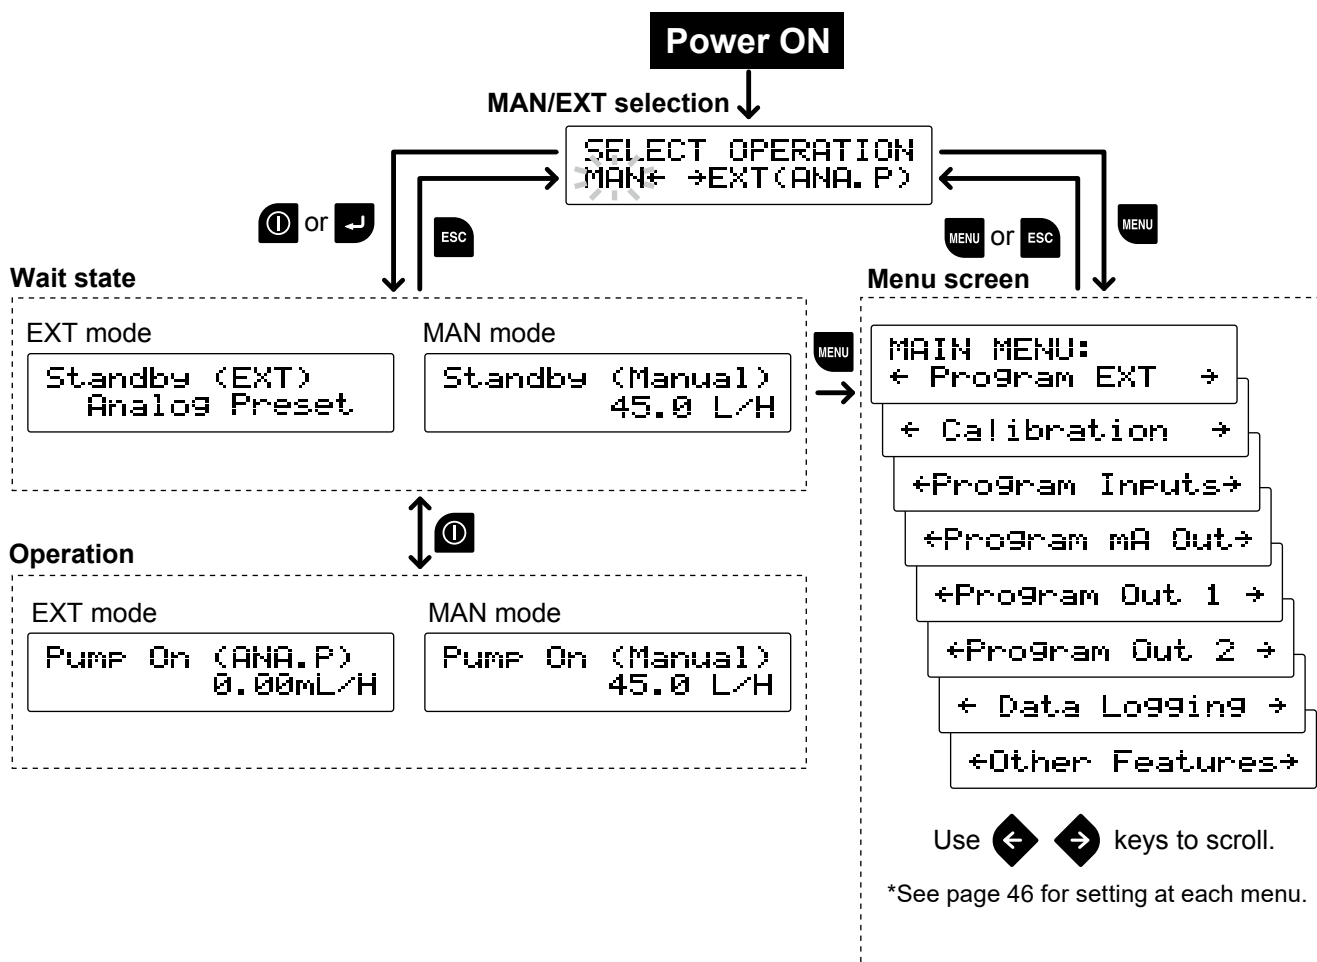 Power ON
MAN/EXT selection
SELECT OPERATION
MAN← →EXT(ANA.P)
or
ESC
MENU or ESC
MENU
Wait state
EXT mode
Standby (EXT)
Analog Preset
MAN mode
Standby (Manual)
45.0 L/H
MENU
Operation
EXT mode
Pump On (ANA.P)
0.00mL/H
MAN mode
Pump On (Manual)
45.0 L/H
Menu screen
MAIN MENU:
← Program EXT →
← Calibration →
←Program Inputs→
←Program mA Out→
←Program Out 1 →
←Program Out 2 →
← Data Logging →
←Other Features→
Use ← → keys to scroll.
*See page 46 for setting at each menu.